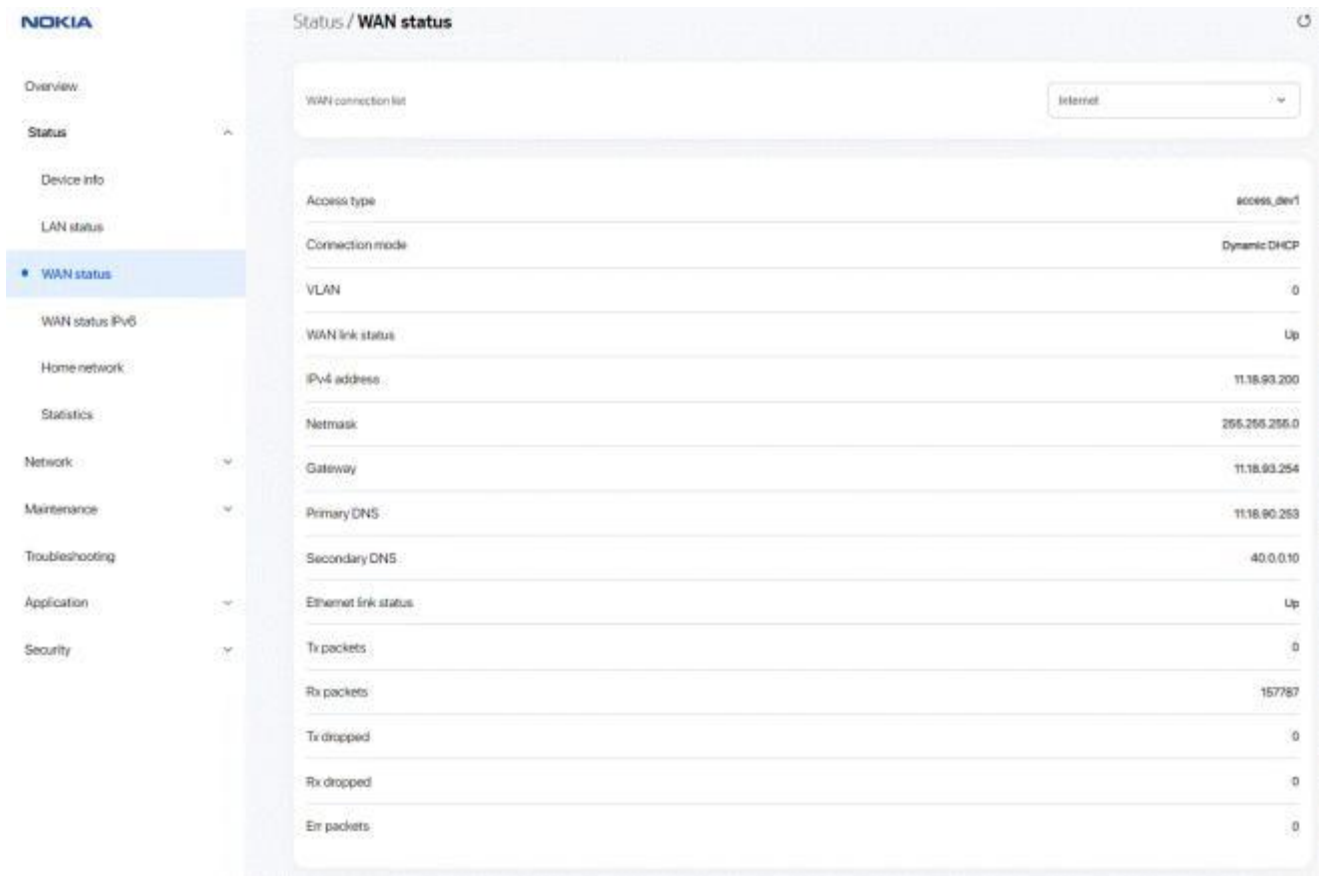 NOKIA
Status / WAN status
Overview
Status
Device info
LAN status
WAN status
WAN status IPv6
Home network
Statistics
Network
Maintenance
Troubleshooting
Application
Security
WAN connection list
Internet
Access type
access_dev1
Connection mode
Dynamic DHCP
VLAN
0
WAN link status
Up
IPv4 address
11.18.93.200
Netmask
255.255.255.0
Gateway
11.18.93.254
Primary DNS
11.18.90.253
Secondary DNS
40.0.0.10
Ethernet link status
Up
Tx packets
0
Rx packets
157787
Tx dropped
0
Rx dropped
0
Err packets
0